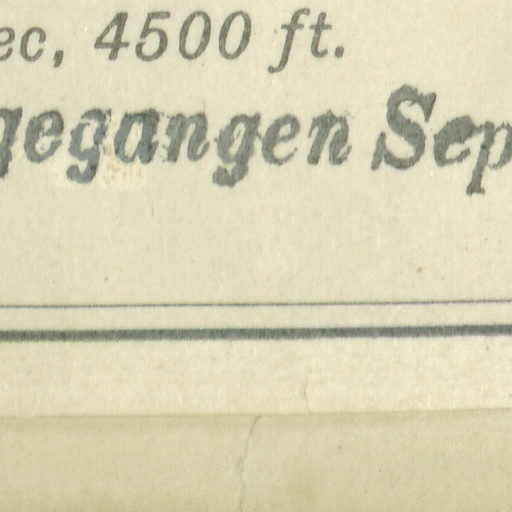 ec, 4500 ft.
gegangen Sep